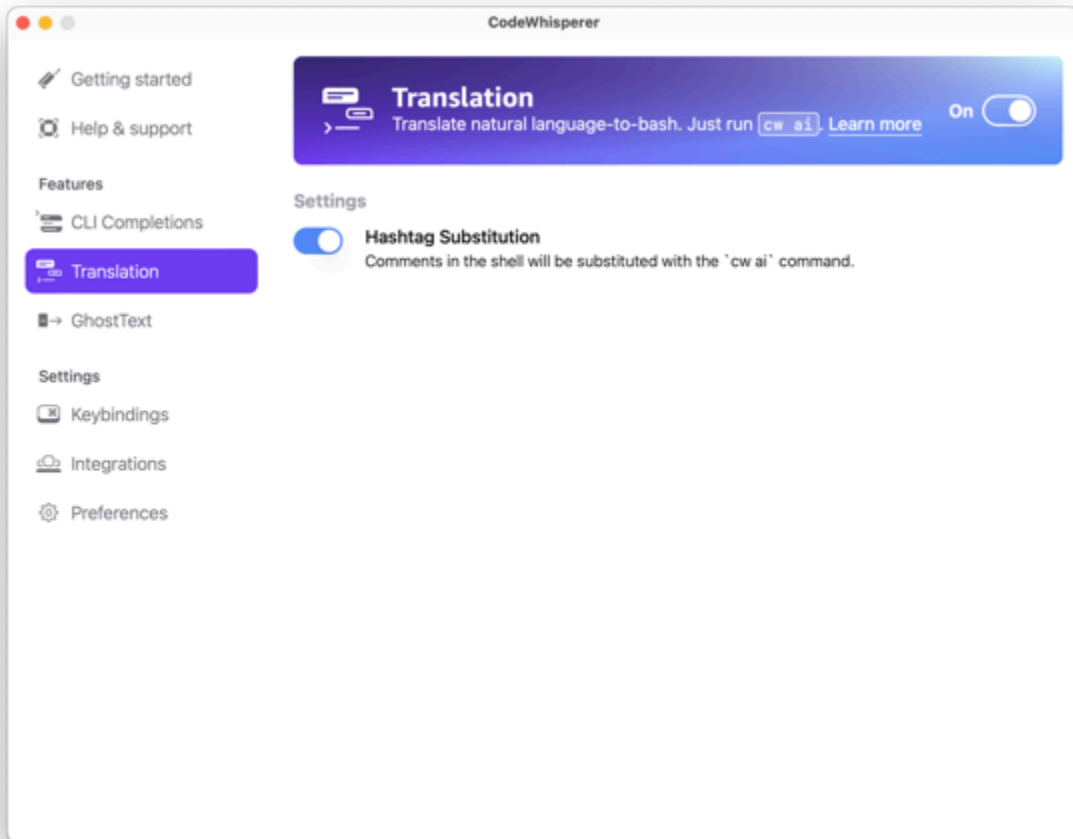 CodeWhisperer
Getting started
Help & support
Features
CLI Completions
Translation
GhostText
Settings
Keybindings
Integrations
Preferences
Translation
Translate natural language-to-bash. Just run cw ai. Learn more
On
Settings
Hashtag Substitution
Comments in the shell will be substituted with the `cw ai` command.